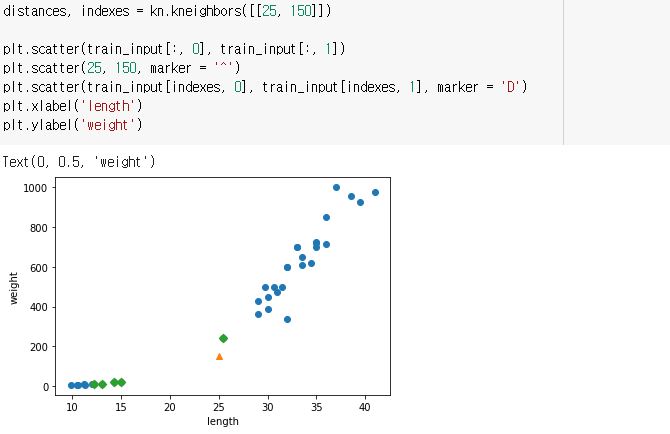 distances, indexes = kn.kneighbors([[25, 150]])
plt.scatter(train_input[:, 0], train_input[:, 1])
plt.scatter(25, 150, marker = '^')
plt.scatter(train_input[indexes, 0], train_input[indexes, 1], marker = 'D')
plt.xlabel('length')
plt.ylabel('weight')
Text(0, 0.5, 'weight')
1000
800
600
400
200
0
weight
10 15 20 25 30 35 40
length